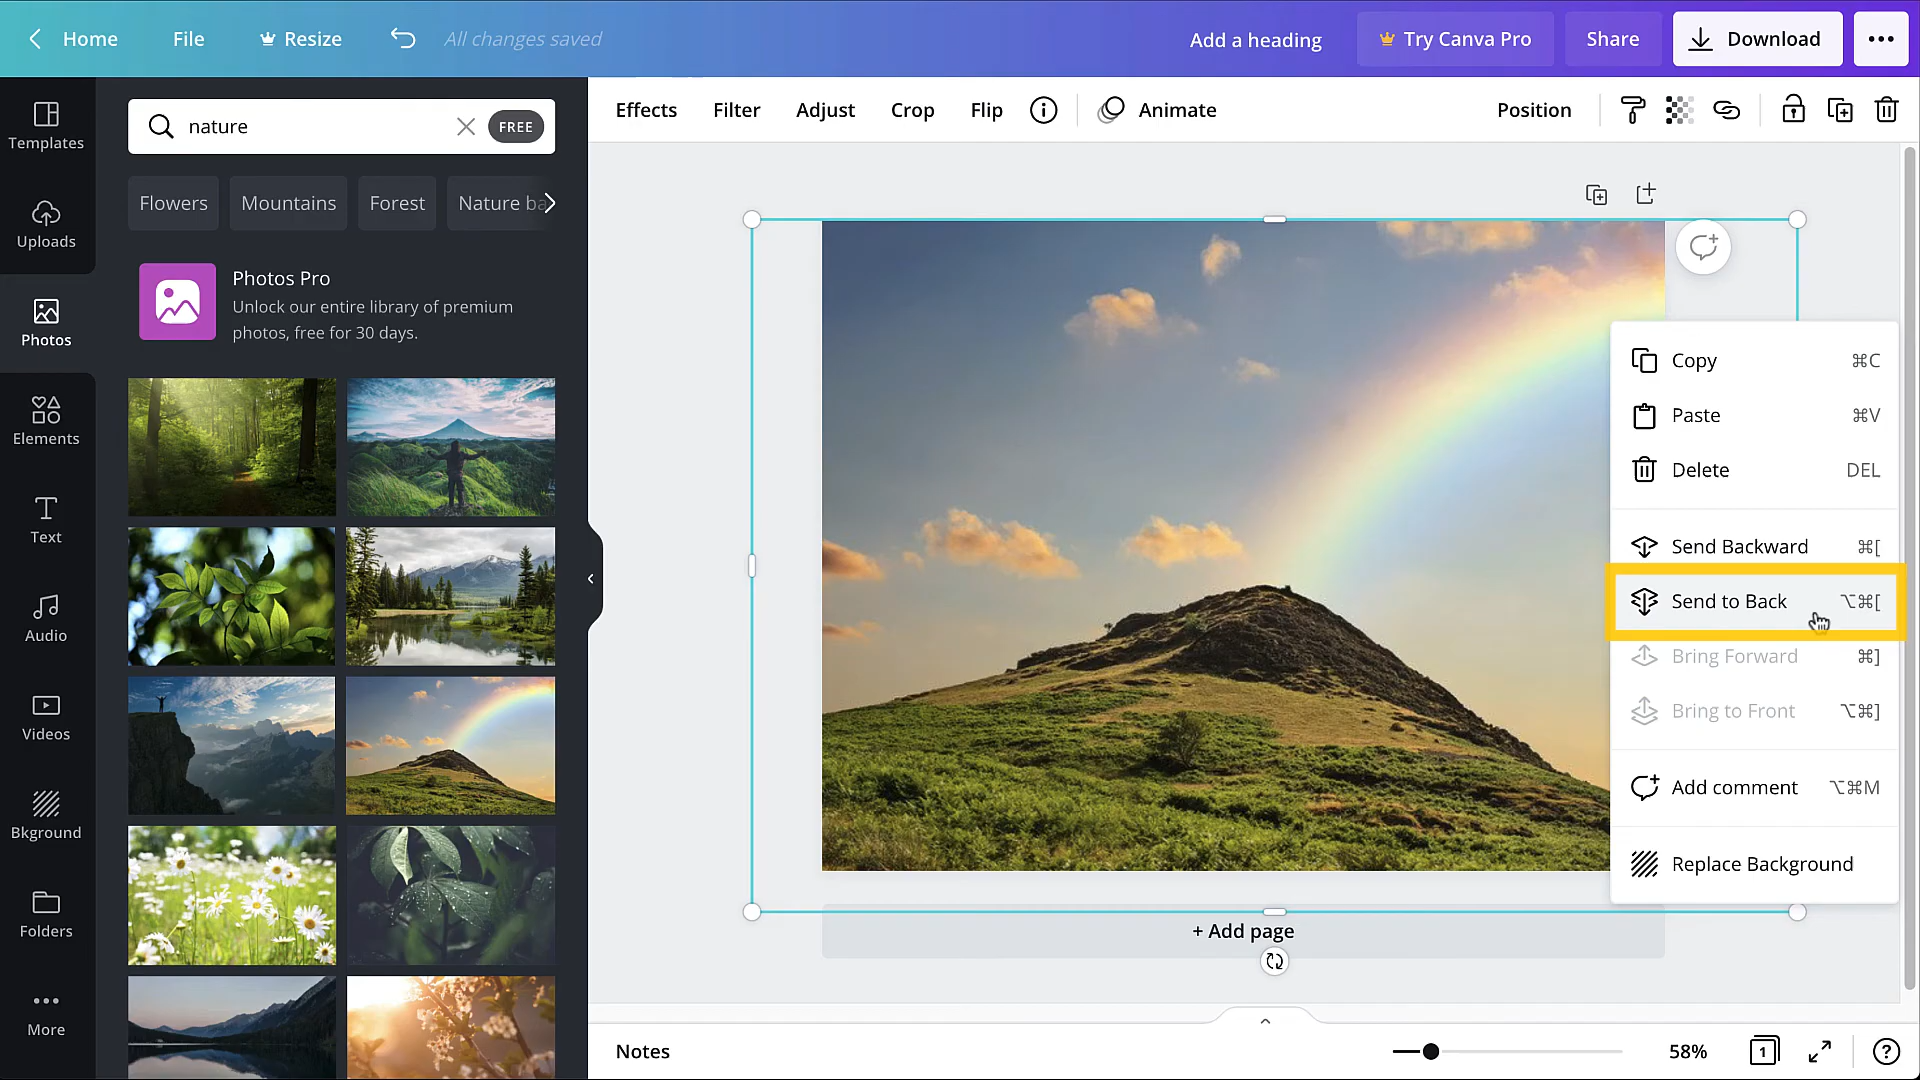 Home
File
Resize
All changes saved
Add a heading
Try Canva Pro
Share
Download
Templates
Uploads
Photos
Elements
Text
Audio
Videos
Bkground
Folders
More
nature
FREE
Flowers
Mountains
Forest
Nature ba
Photos Pro
Unlock our entire library of premium
photos, free for 30 days.
Effects
Filter
Adjust
Crop
Flip
Animate
Position
Copy ⌘C
Paste ⌘V
Delete DEL
Send Backward ⌘[
Send to Back ⌥⌘[
Bring Forward ⌘]
Bring to Front ⌥⌘]
Add comment ⌥⌘M
Replace Background
+ Add page
Notes
58%
1
?